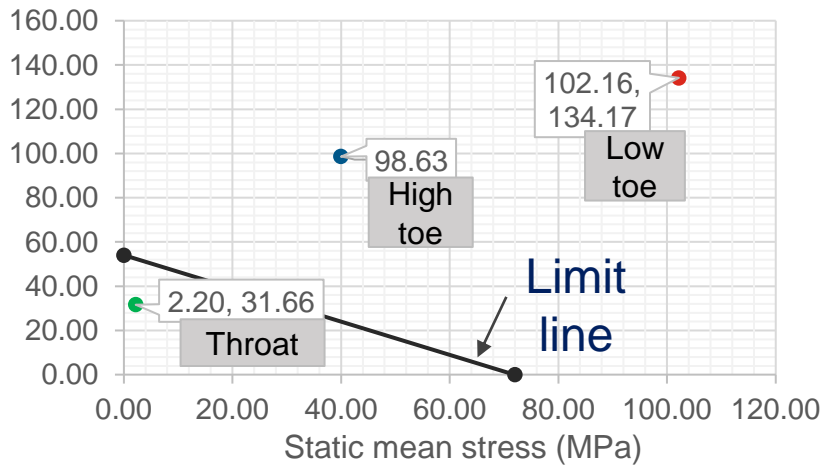 160.00
140.00
120.00
100.00
80.00
60.00
40.00
20.00
0.00
102.16,
134.17
Low
toe
98.63
High
toe
2.20, 31.66
Throat
Limit
line
0.00 20.00 40.00 60.00 80.00 100.00 120.00
Static mean stress (MPa)